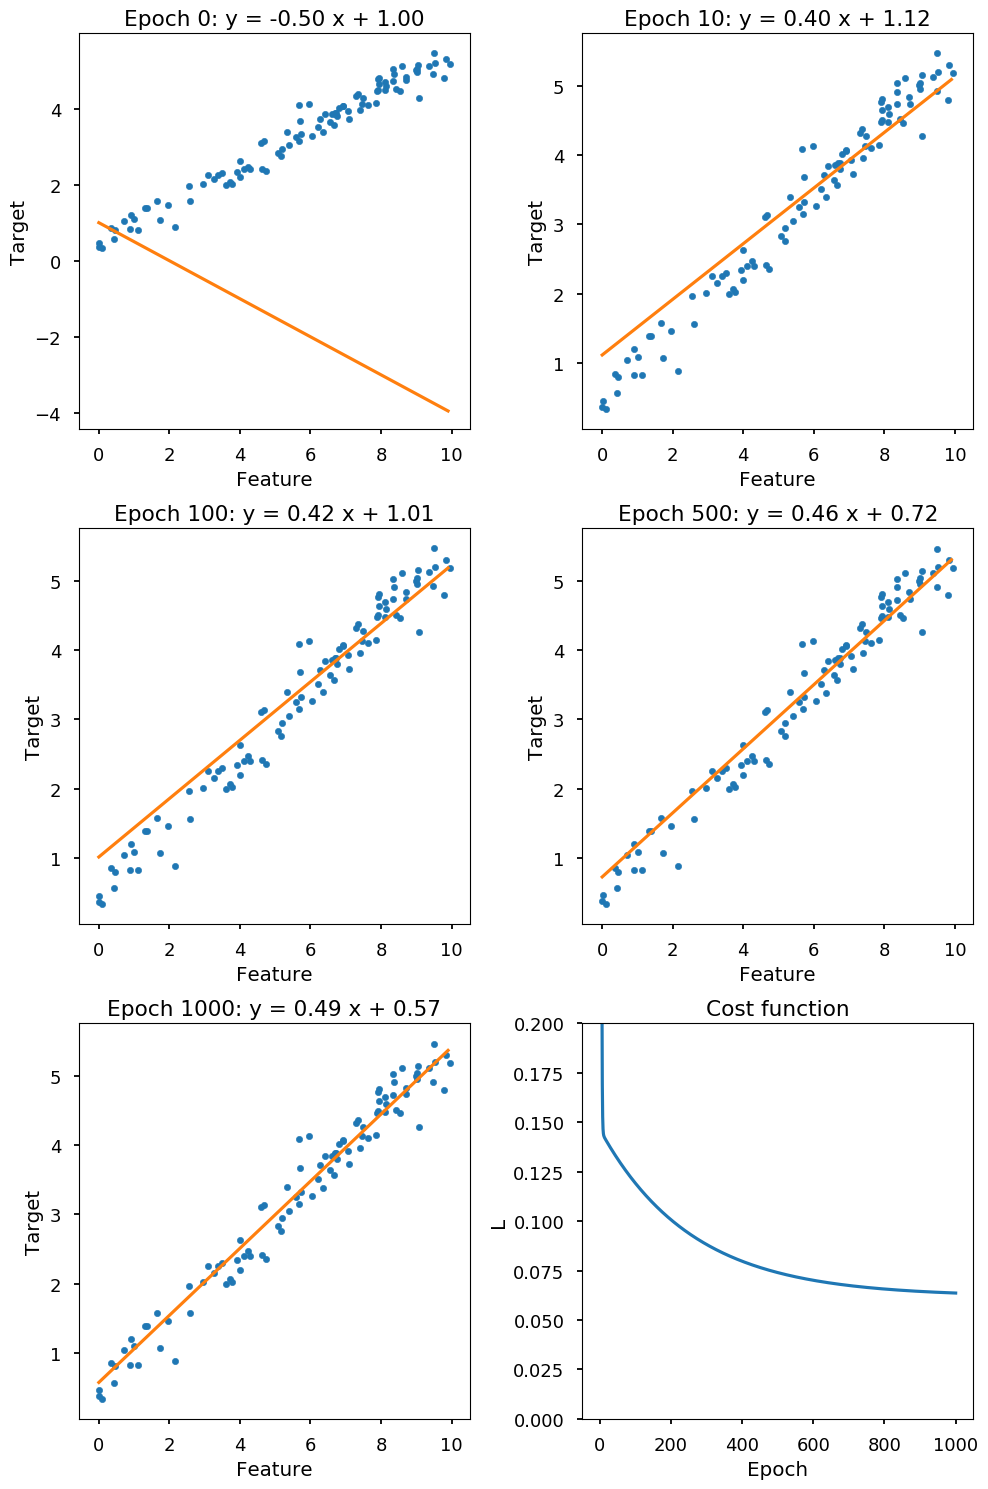 Epoch 0: y = -0.50 x + 1.00
Epoch 10: y = 0.40 x + 1.12
Target
4
2
0
−2
−4
0 2 4 6 8 10
Feature
Target
5
4
3
2
1
0 2 4 6 8 10
Feature
Epoch 100: y = 0.42 x + 1.01
Epoch 500: y = 0.46 x + 0.72
Target
5
4
3
2
1
0 2 4 6 8 10
Feature
Target
5
4
3
2
1
0 2 4 6 8 10
Feature
Epoch 1000: y = 0.49 x + 0.57
Cost function
Target
5
4
3
2
1
0 2 4 6 8 10
Feature
L
0.200
0.175
0.150
0.125
0.100
0.075
0.050
0.025
0.000
0 200 400 600 800 1000
Epoch